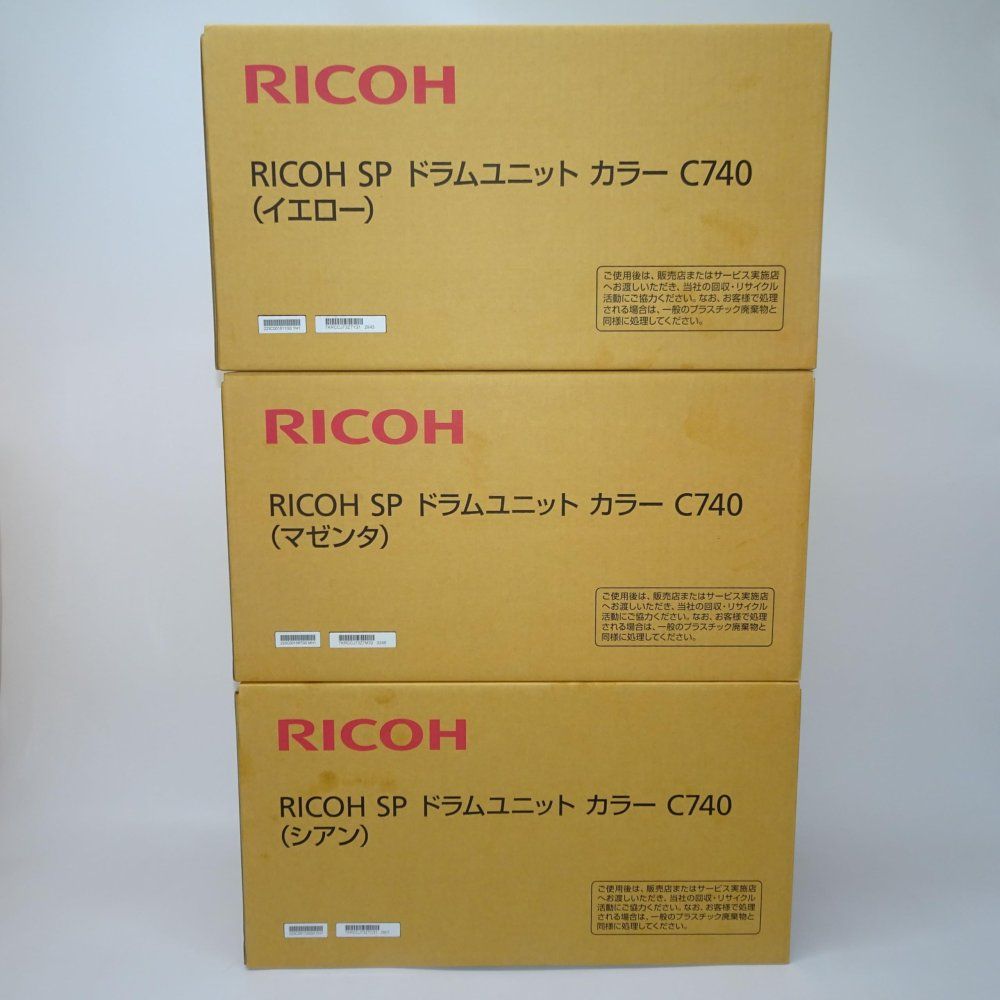 RICOH
RICOH SP ドラムユニット カラー C740
(イエロー)
ご使用後は、販売店またはサービス実施店
へお渡しいただき、当社の回収・リサイクル
活動にご協力ください。なお、お客様で処理
される場合は、一般のプラスチック廃棄物と
同様に処理してください。
RICOH
RICOH SP ドラムユニット カラー C740
(マゼンタ)
ご使用後は、販売店またはサービス実施店
へお渡しいただき、当社の回収・リサイクル
活動にご協力ください。なお、お客様で処理
される場合は、一般のプラスチック廃棄物と
同様に処理してください。
RICOH
RICOH SP ドラムユニット カラー C740
(シアン)
ご使用後は、販売店またはサービス実施店
へお渡しいただき、当社の回収・リサイクル
活動にご協力ください。なお、お客様で処理
される場合は、一般のプラスチック廃棄物と
同様に処理してください。